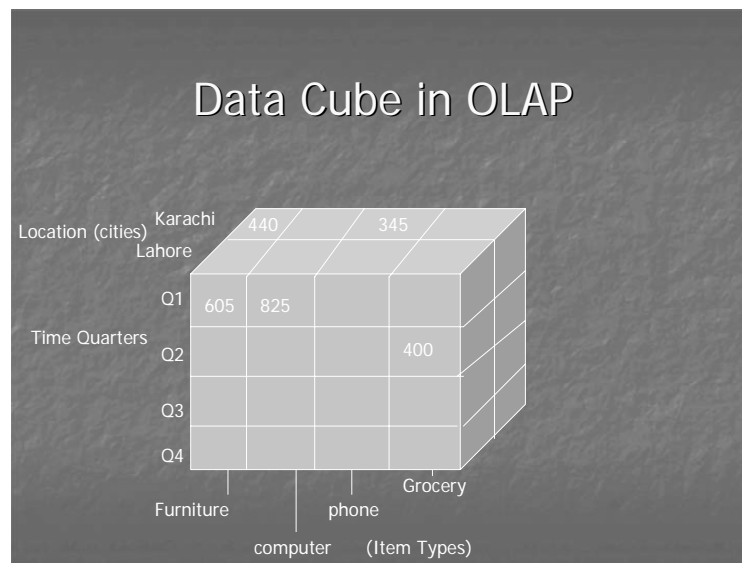 Data Cube in OLAP
Karachi
440 345
Location (cities)
Lahore
Q1
605 825
Time Quarters
Q2
400
Q3
Q4
Grocery
Furniture phone
computer (Item Types)